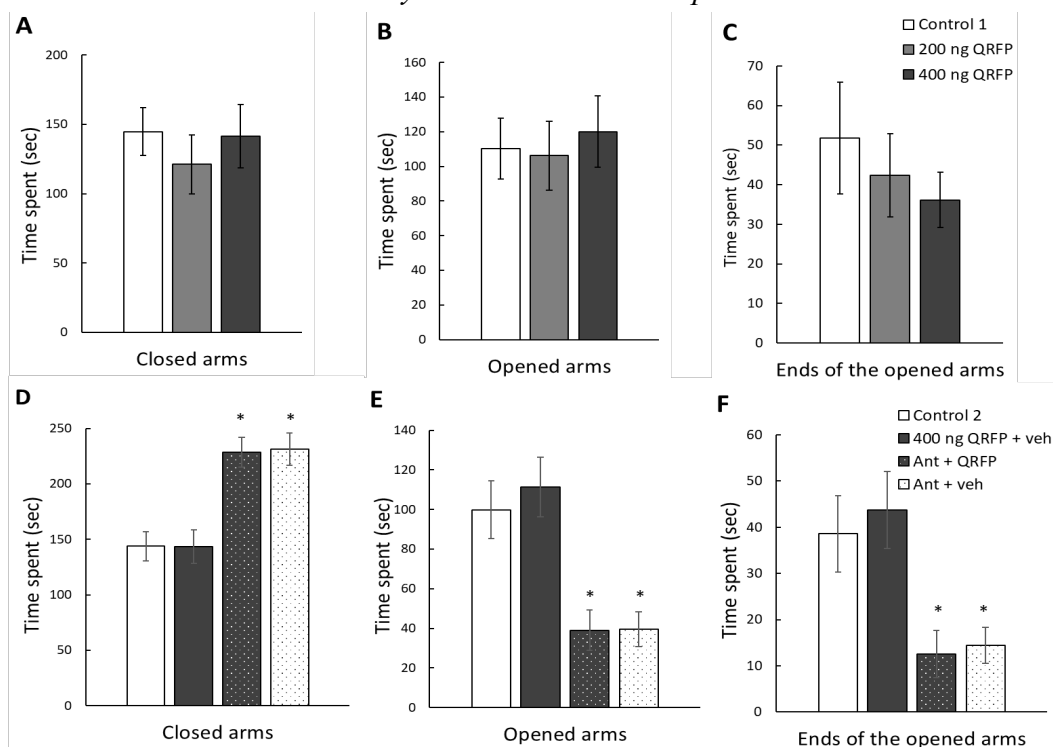 A
Time spent (sec)
200
150
100
50
0
Closed arms
B
Time spent (sec)
160
140
120
100
80
60
40
20
0
Opened arms
C
Control 1
200 ng QRFP
400 ng QRFP
Time spent (sec)
70
60
50
40
30
20
10
0
Ends of the opened arms
D
Time spent (sec)
250
200
150
100
50
0
* *
Closed arms
E
Time spent (sec)
140
120
100
80
60
40
20
0
* *
Opened arms
F
Control 2
400 ng QRFP + veh
Ant + QRFP
Ant + veh
Time spent (sec)
60
50
40
30
20
10
0
* *
Ends of the opened arms